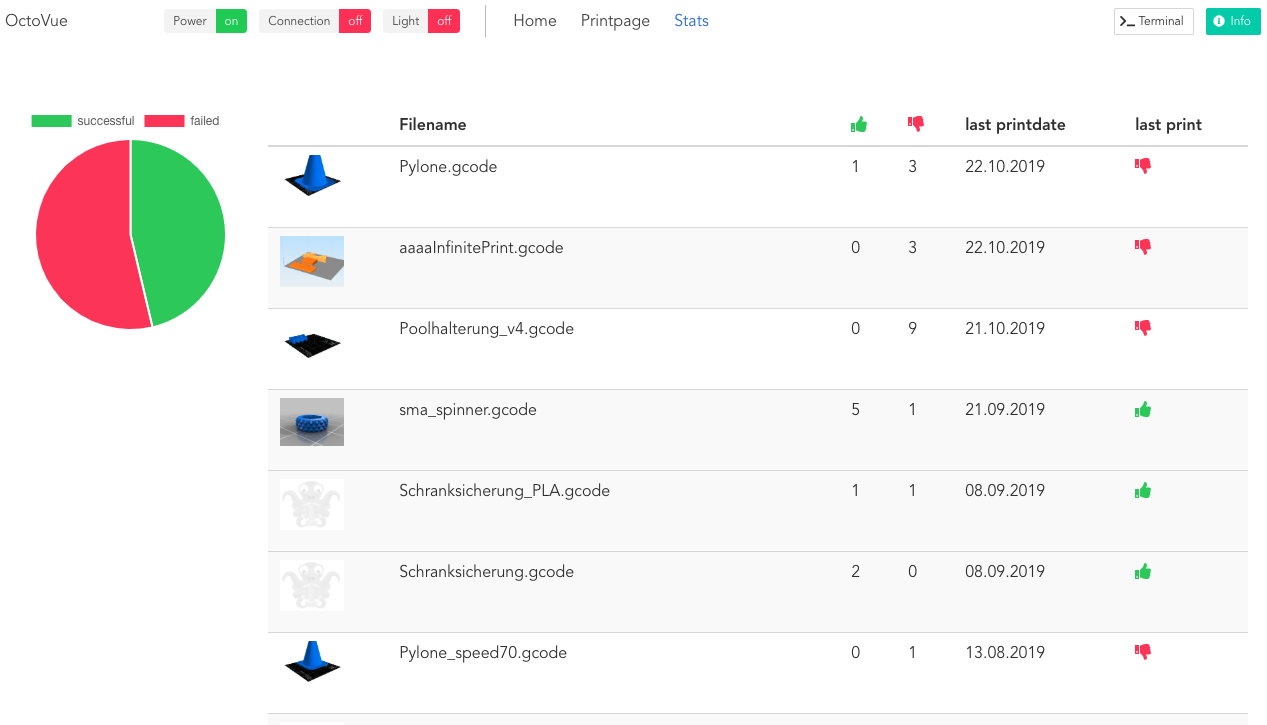 OctoVue Power on Connection off Light off Home Printpage Stats Terminal Info
successful failed
Filename last printdate last print
Pylone.gcode 1 3 22.10.2019
aaaaInfinitePrint.gcode 0 3 22.10.2019
Poolhalterung_v4.gcode 0 9 21.10.2019
sma_spinner.gcode 5 1 21.09.2019
Schranksicherung_PLA.gcode 1 1 08.09.2019
Schranksicherung.gcode 2 0 08.09.2019
Pylone_speed70.gcode 0 1 13.08.2019